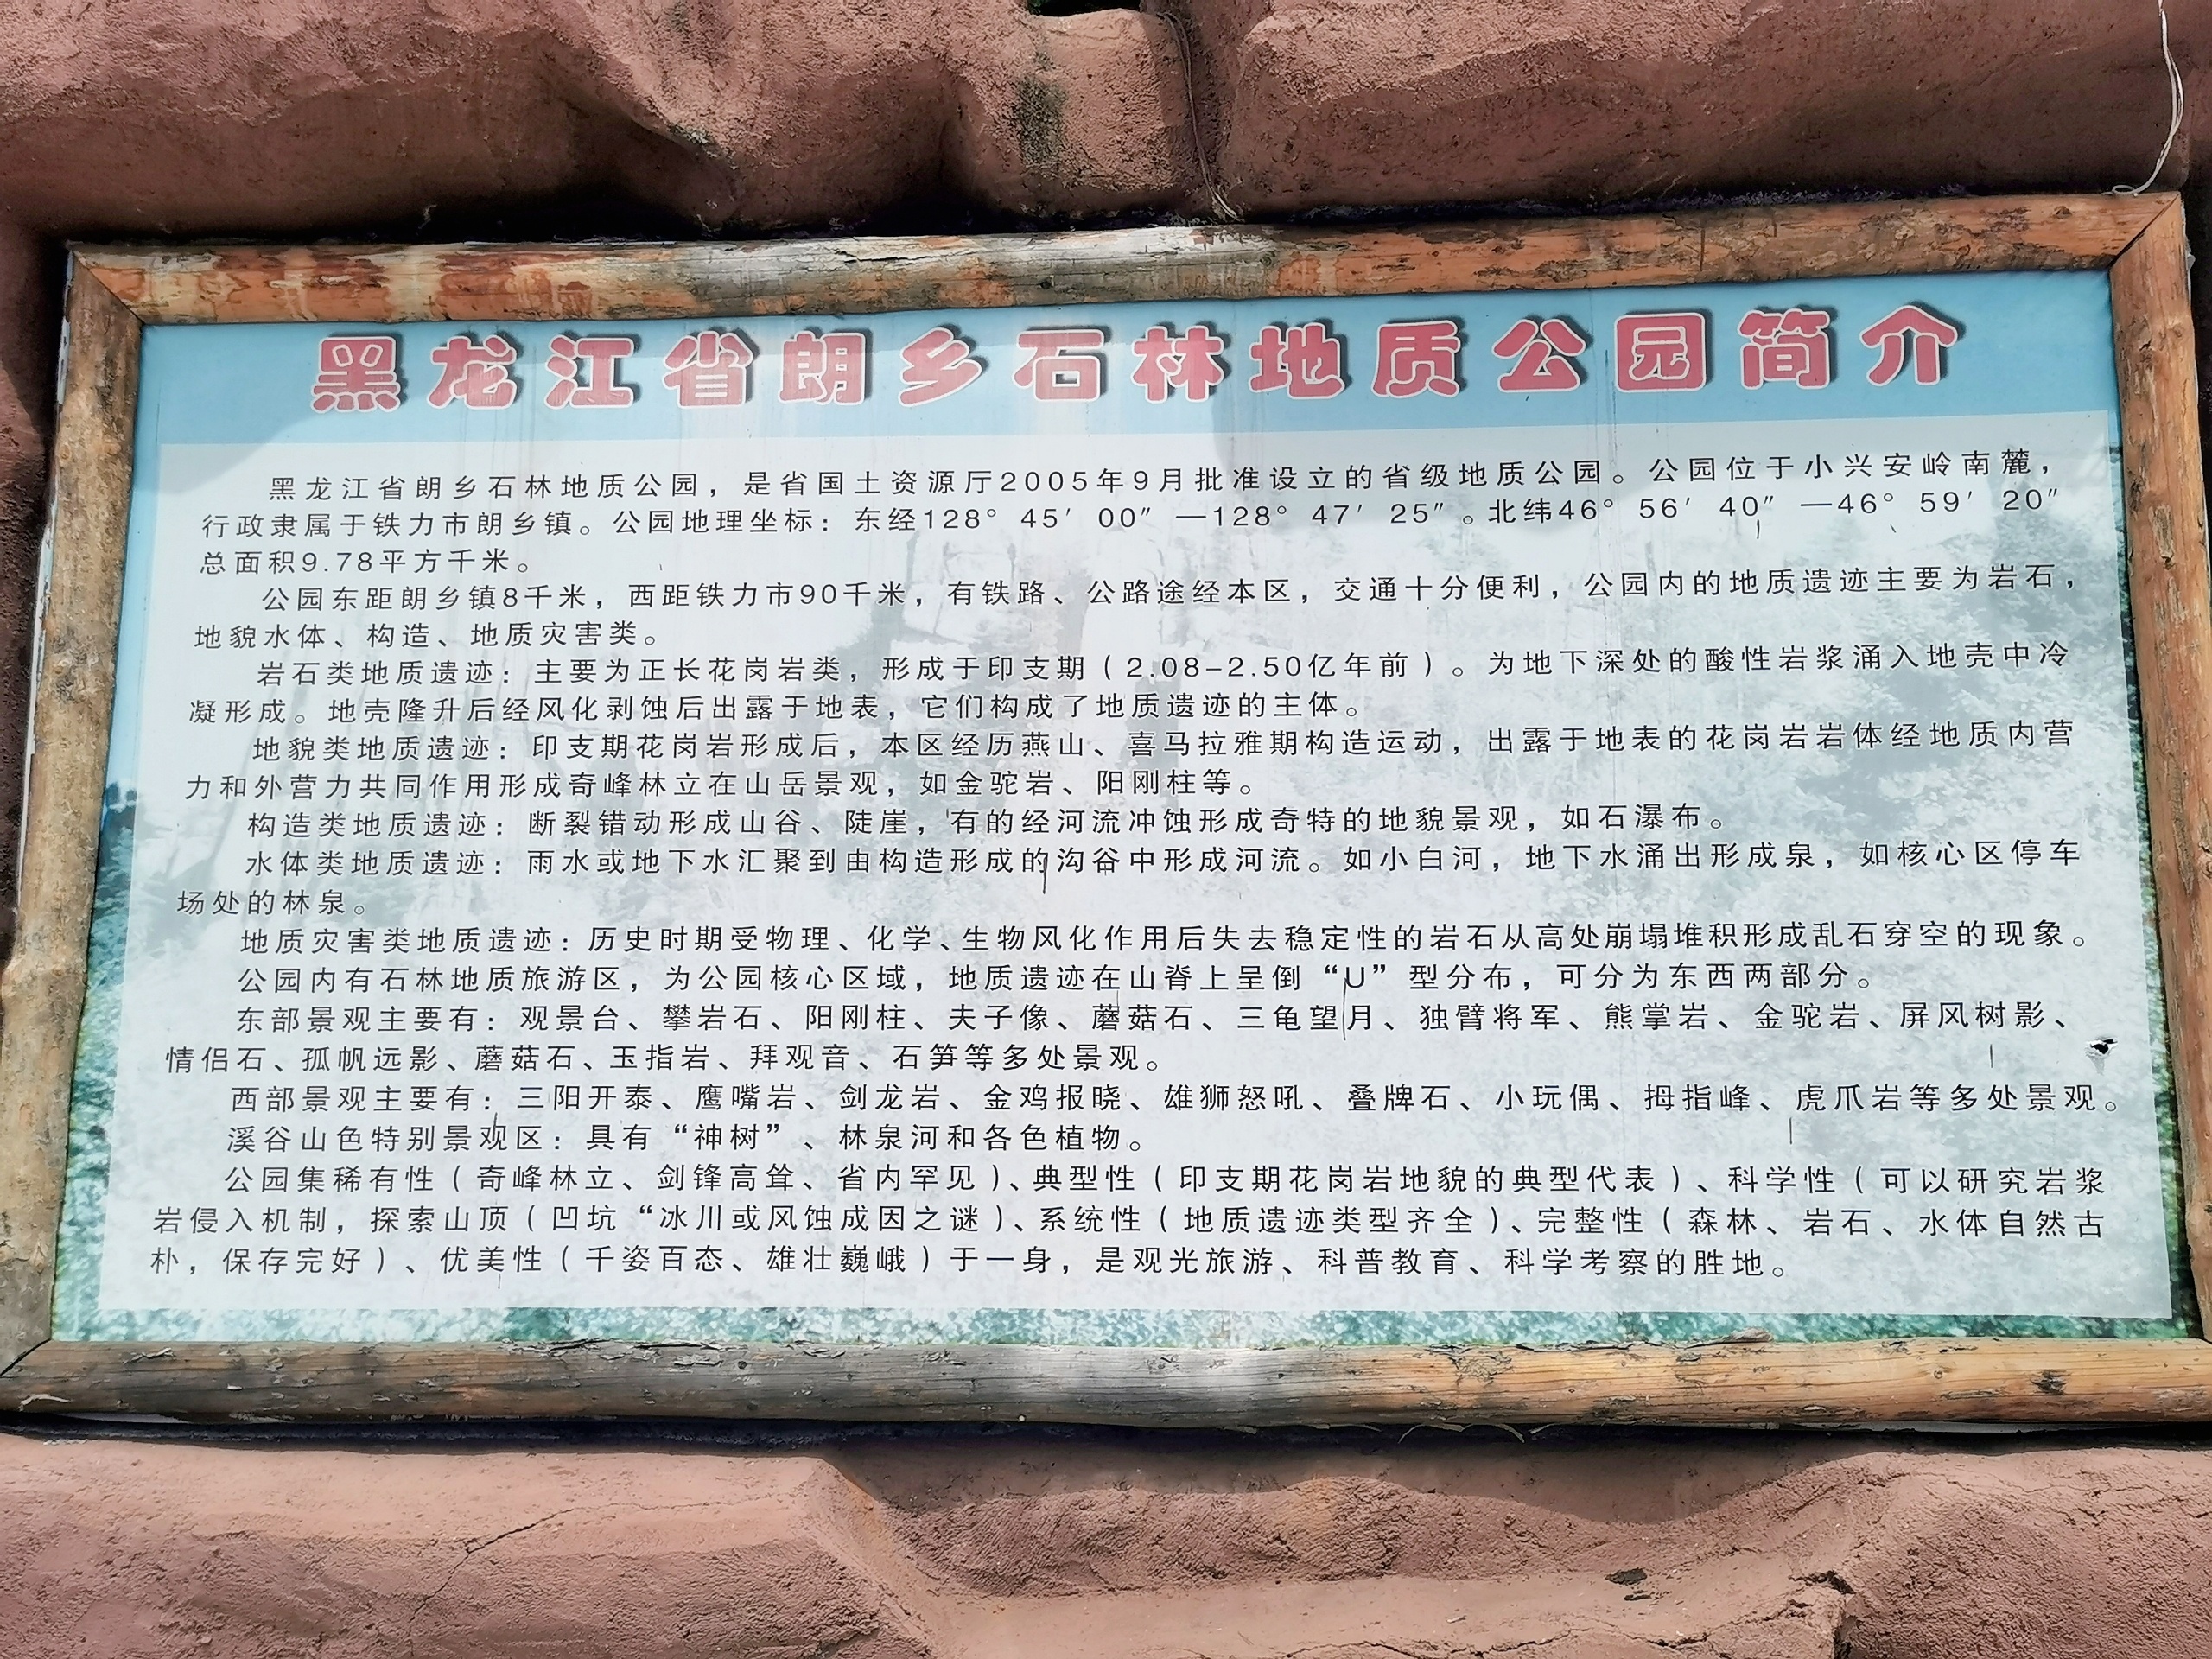 黑龙江省朗乡石林地质公园简介
黑龙江省朗乡石林地质公园，是省国土资源厅2005年9月批准设立的省级地质公园。公园位于小兴安岭南麓，
行政隶属于铁力市朗乡镇。公园地理坐标：东经128° 45′ 00″ —128° 47′ 25″。北纬46° 56′ 40″ —46° 59′ 20″
总面积9.78平方千米。
公园东距朗乡镇8千米，西距铁力市90千米，有铁路、公路途经本区，交通十分便利，公园内的地质遗迹主要为岩石，
地貌水体、构造、地质灾害类。
岩石类地质遗迹：主要为正长花岗岩类，形成于印支期（2.08-2.50亿年前）。为地下深处的酸性岩浆涌入地壳中冷
凝形成。地壳隆升后经风化剥蚀后出露于地表，它们构成了地质遗迹的主体。
地貌类地质遗迹：印支期花岗岩形成后，本区经历燕山、喜马拉雅期构造运动，出露于地表的花岗岩岩体经地质内营
力和外营力共同作用形成奇峰林立在山岳景观，如金驼岩、阳刚柱等。
构造类地质遗迹：断裂错动形成山谷、陡崖，有的经河流冲蚀形成奇特的地貌景观，如石瀑布。
水体类地质遗迹：雨水或地下水汇聚到由构造形成的沟谷中形成河流。如小白河，地下水涌出形成泉，如核心区停车
场处的林泉。
地质灾害类地质遗迹：历史时期受物理、化学、生物风化作用后失去稳定性的岩石从高处崩塌堆积形成乱石穿空的现象。
公园内有石林地质旅游区，为公园核心区域，地质遗迹在山脊上呈倒“U”型分布，可分为东西两部分。
东部景观主要有：观景台、攀岩石、阳刚柱、夫子像、蘑菇石、三龟望月、独臂将军、熊掌岩、金驼岩、屏风树影、
情侣石、孤帆远影、蘑菇石、玉指岩、拜观音、石笋等多处景观。
西部景观主要有：三阳开泰、鹰嘴岩、剑龙岩、金鸡报晓、雄狮怒吼、叠牌石、小玩偶、拇指峰、虎爪岩等多处景观。
溪谷山色特别景观区：具有“神树”、林泉河和各色植物。
公园集稀有性（奇峰林立、剑锋高耸、省内罕见）、典型性（印支期花岗岩地貌的典型代表）、科学性（可以研究岩浆
岩侵入机制，探索山顶（凹坑“冰川或风蚀成因之谜）、系统性（地质遗迹类型齐全）、完整性（森林、岩石、水体自然古
朴，保存完好）、优美性（千姿百态、雄壮巍峨）于一身，是观光旅游、科普教育、科学考察的胜地。